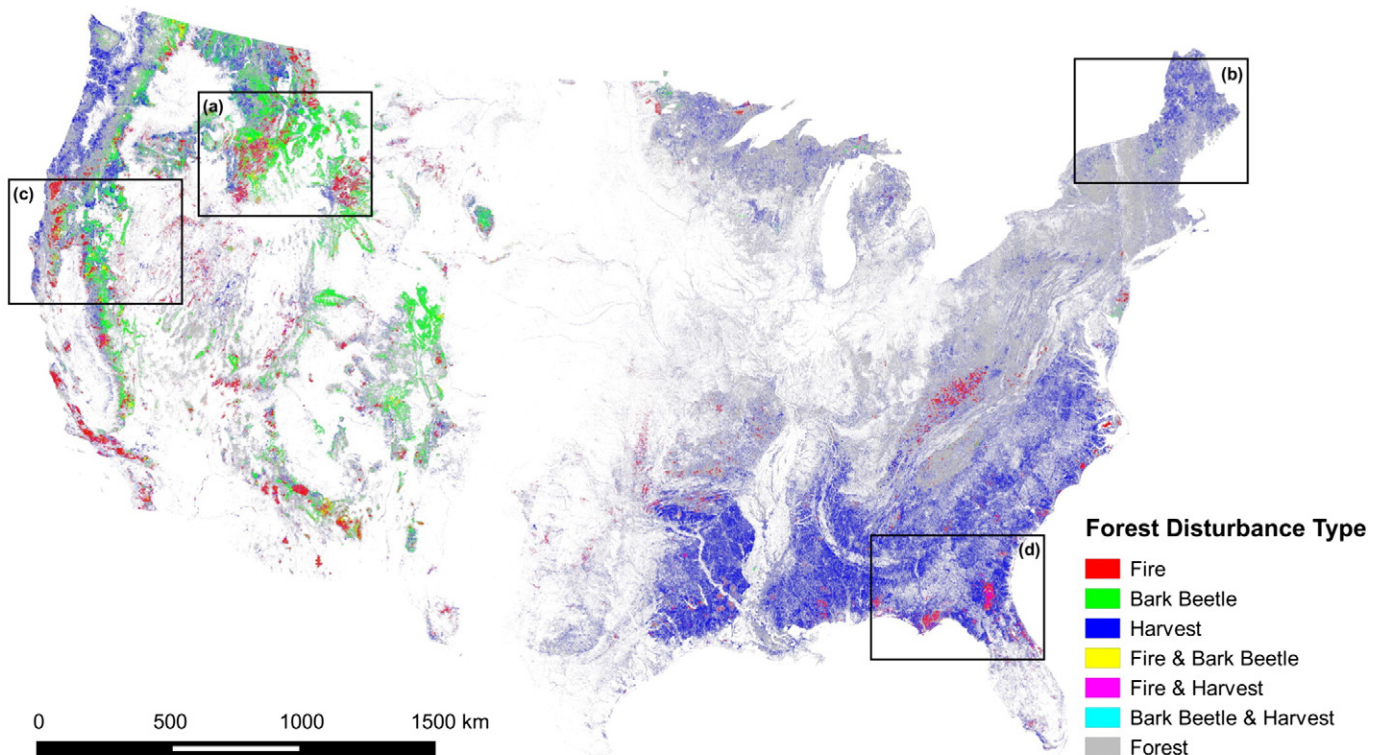 (a)
(b)
(c)
(d)
Forest Disturbance Type
Fire
Bark Beetle
Harvest
Fire & Bark Beetle
Fire & Harvest
Bark Beetle & Harvest
Forest
0 500 1000 1500 km